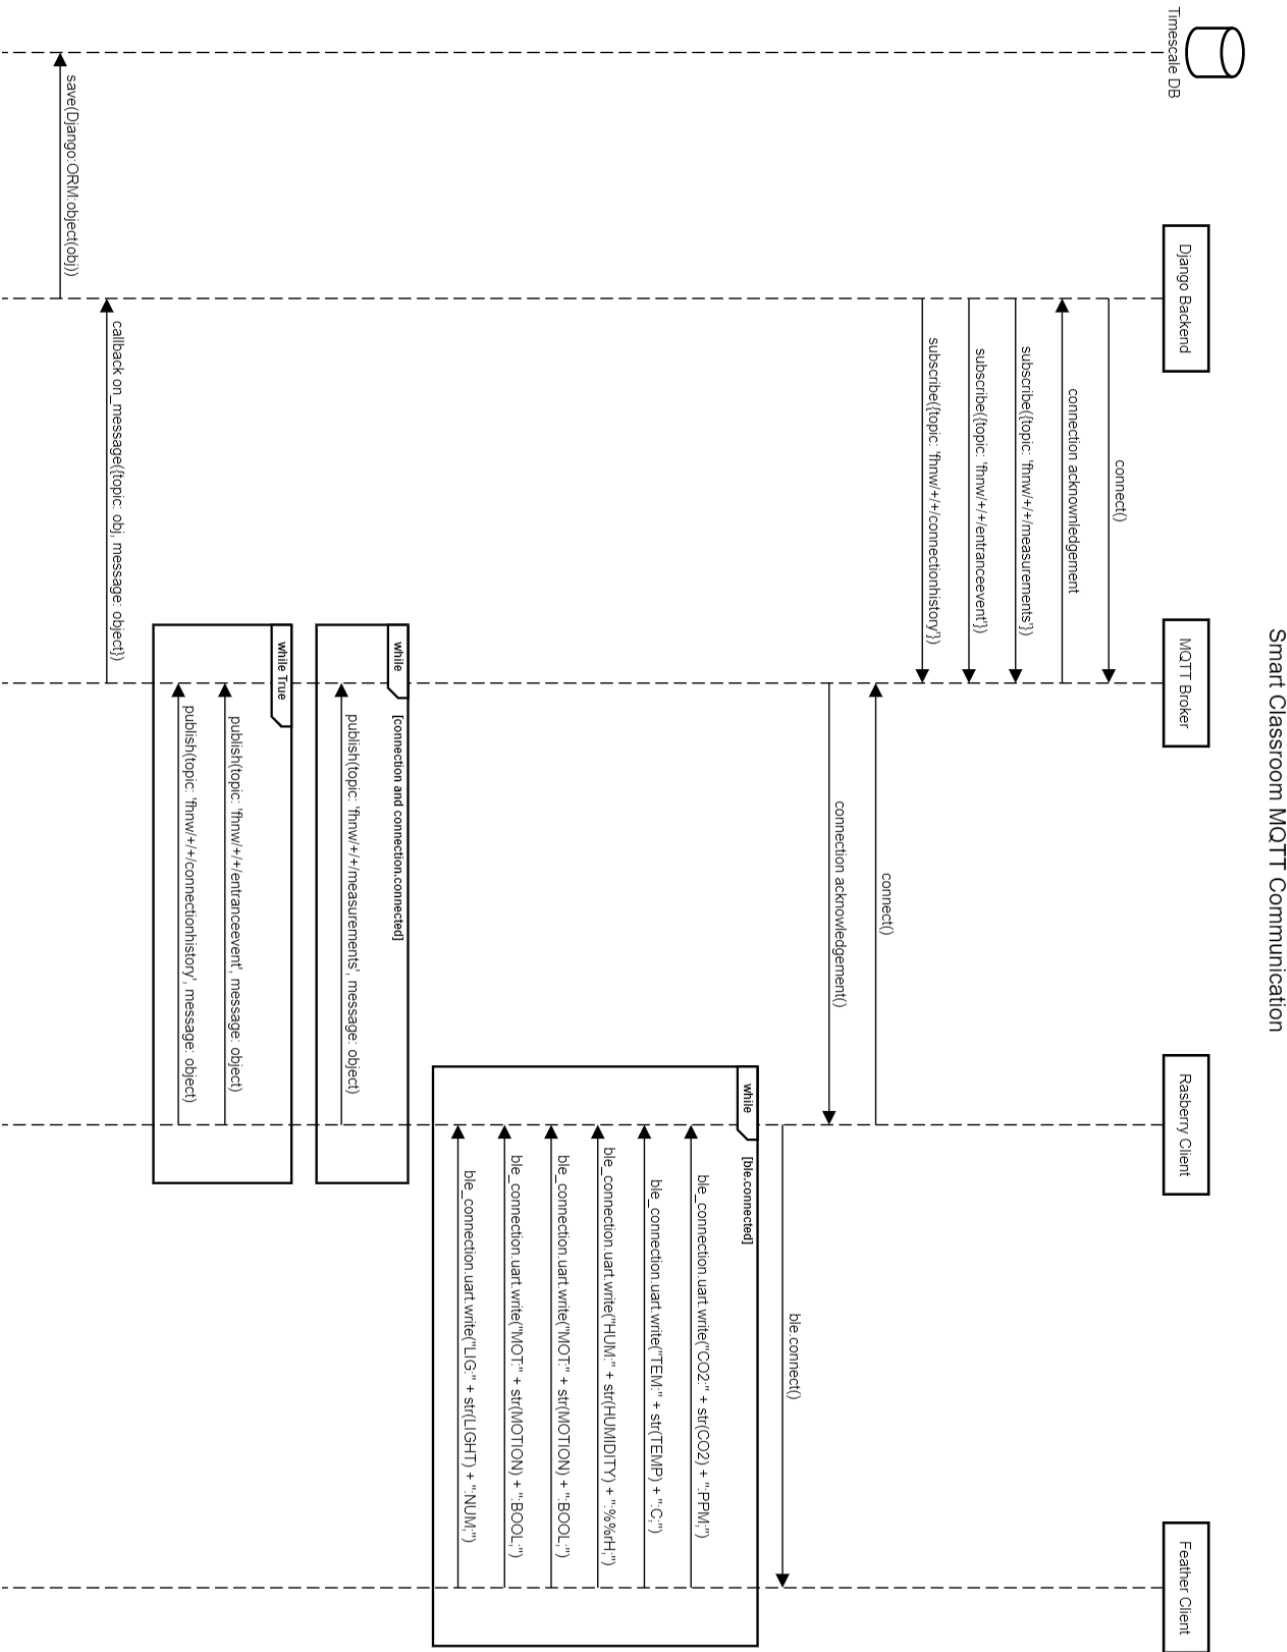 Smart Classroom MQTT Communication
Timescale DB
Django Backend
MQTT Broker
Rasberry Client
Feather Client
connect()
connection acknownledgement
subscribe({topic: 'fhnw/+/+/measurements'})
subscribe({topic: 'fhnw/+/+/entranceevent'})
subscribe({topic: 'fhnw/+/+/connectionhistory'})
connect()
connection acknowledgement()
ble.connect()
while
[ble.connected]
ble_connection.uart.write("CO2:" + str(CO2) + ":PPM;")
ble_connection.uart.write("TEM:" + str(TEMP) + ":C;")
ble_connection.uart.write("HUM:" + str(HUMIDITY) + ":%%rH;")
ble_connection.uart.write("MOT:" + str(MOTION) + ":BOOL;")
ble_connection.uart.write("MOT:" + str(MOTION) + ":BOOL;")
ble_connection.uart.write("LIG:" + str(LIGHT) + ":NUM;")
while
[connection and connection.connected]
publish(topic: 'fhnw/+/+/measurements', message: object)
while True
publish(topic: 'fhnw/+/+/entranceevent', message: object)
publish(topic: 'fhnw/+/+/connectionhistory', message: object)
callback on_message({topic: obj, message: object})
save(Django:ORM:object(obj))